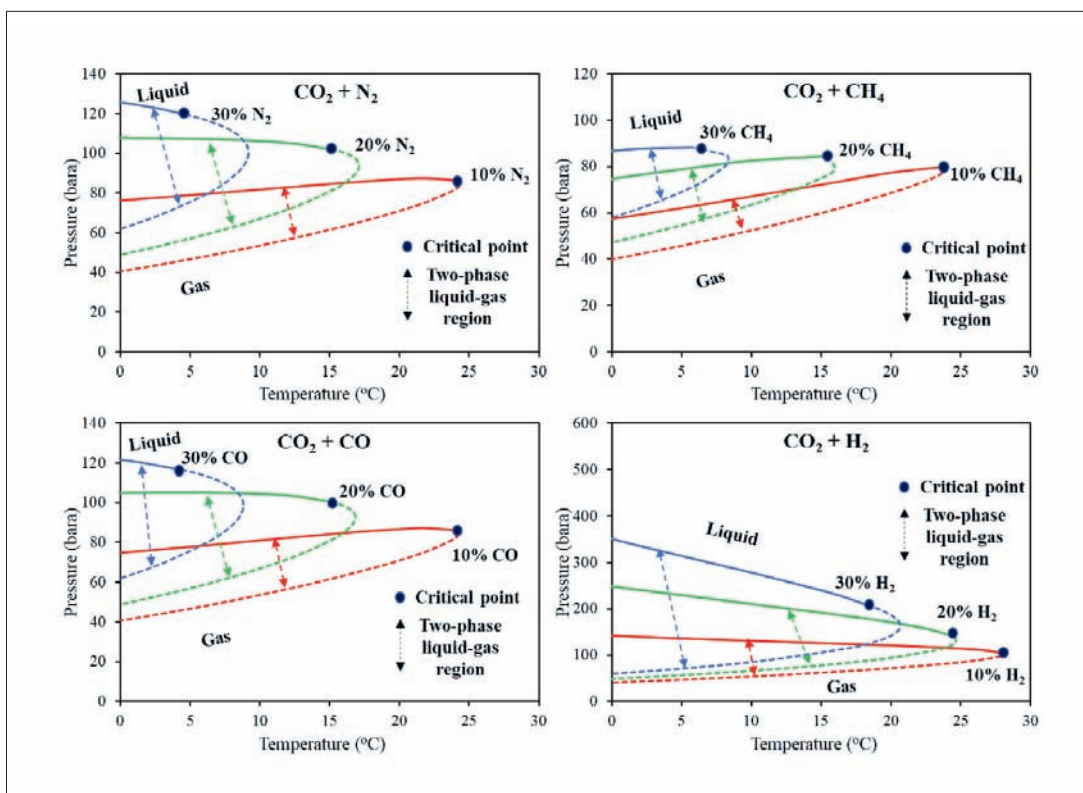 CO₂ + N₂
140
120
100
80
60
40
20
0
Pressure (bara)
Liquid
30% N₂
20% N₂
10% N₂
Gas
Critical point
Two-phase
liquid-gas
region
0 5 10 15 20 25 30
Temperature (°C)
CO₂ + CH₄
120
100
80
60
40
20
0
Pressure (bara)
Liquid
30% CH₄
20% CH₄
10% CH₄
Gas
Critical point
Two-phase
liquid-gas
region
0 5 10 15 20 25 30
Temperature (°C)
CO₂ + CO
140
120
100
80
60
40
20
0
Pressure (bara)
Liquid
30% CO
20% CO
10% CO
Gas
Critical point
Two-phase
liquid-gas
region
0 5 10 15 20 25 30
Temperature (°C)
CO₂ + H₂
600
500
400
300
200
100
0
Pressure (bara)
Critical point
Two-phase
liquid-gas
region
Liquid
30% H₂
20% H₂
10% H₂
Gas
0 5 10 15 20 25 30
Temperature (°C)